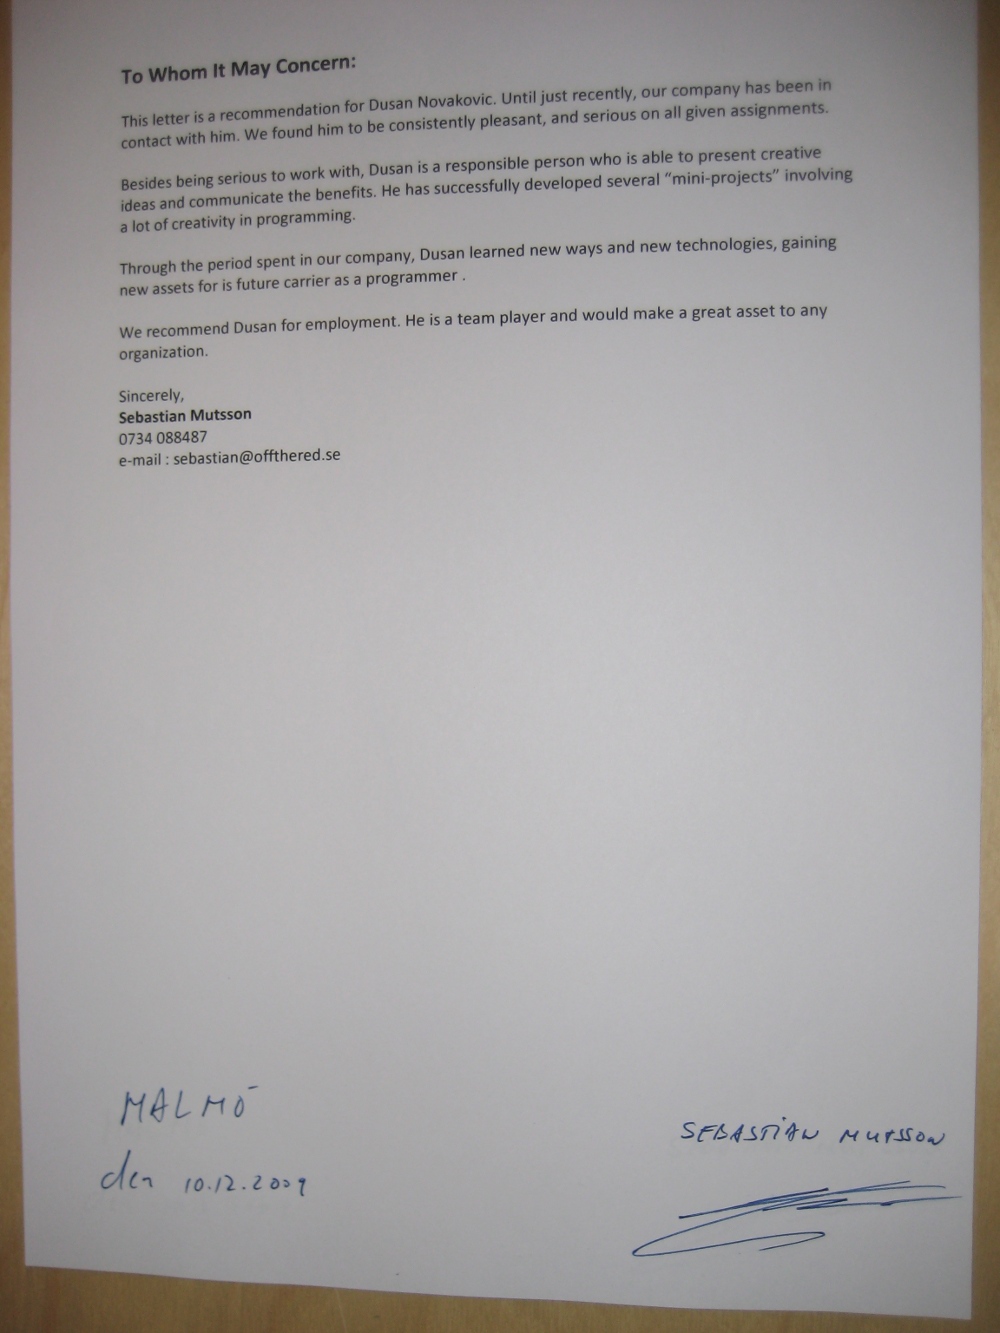 To Whom It May Concern:
This letter is a recommendation for Dusan Novakovic. Until just recently, our company has been in
contact with him. We found him to be consistently pleasant, and serious on all given assignments.
Besides being serious to work with, Dusan is a responsible person who is able to present creative
ideas and communicate the benefits. He has successfully developed several “mini-projects” involving
a lot of creativity in programming.
Through the period spent in our company, Dusan learned new ways and new technologies, gaining
new assets for is future carrier as a programmer .
We recommend Dusan for employment. He is a team player and would make a great asset to any
organization.
Sincerely,
Sebastian Mutsson
0734 088487
e-mail : sebastian@offthered.se
MALMÖ
den 10.12.2009
SEBASTIAN MUTSSON